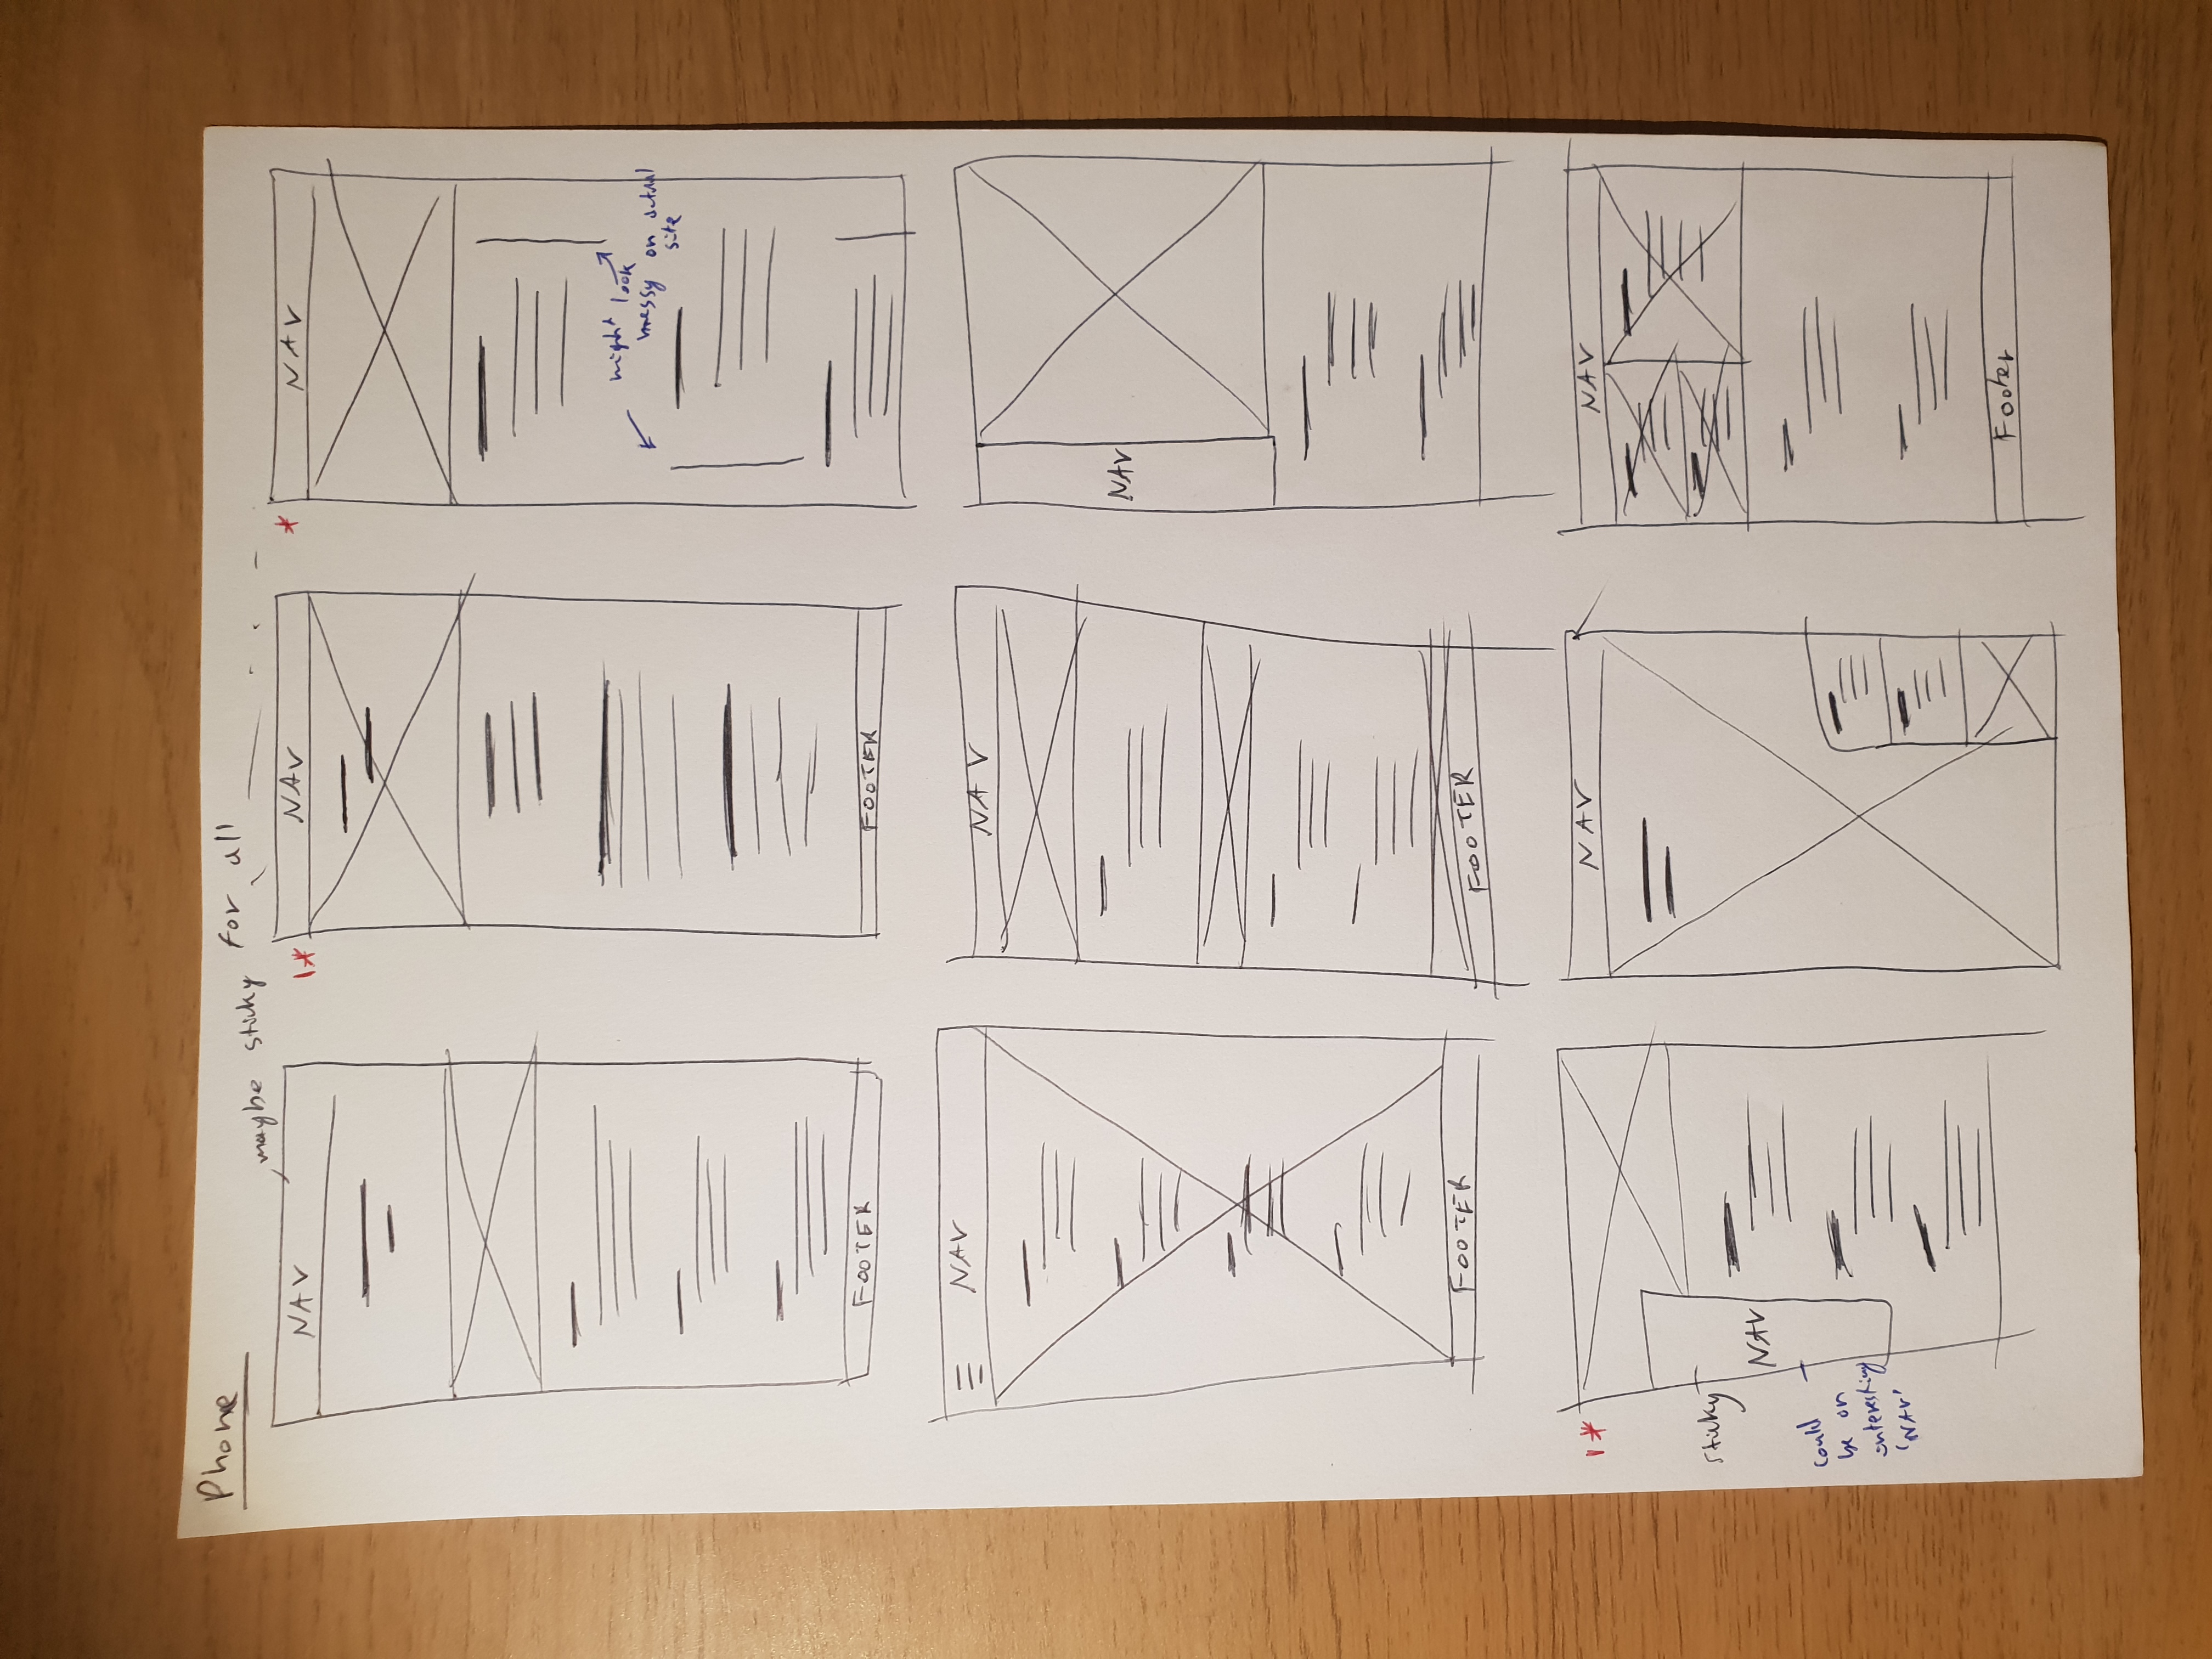 Phone
maybe sticky for all
NAV
FOOTER
1*
NAV
FOOTER
*
NAV
might look
messy on actual
site
NAV
FOOTER
NAV
FOOTER
NAV
1*
sticky
NAV
could
be an
interesting
'NAV'
NAV
NAV
Footer